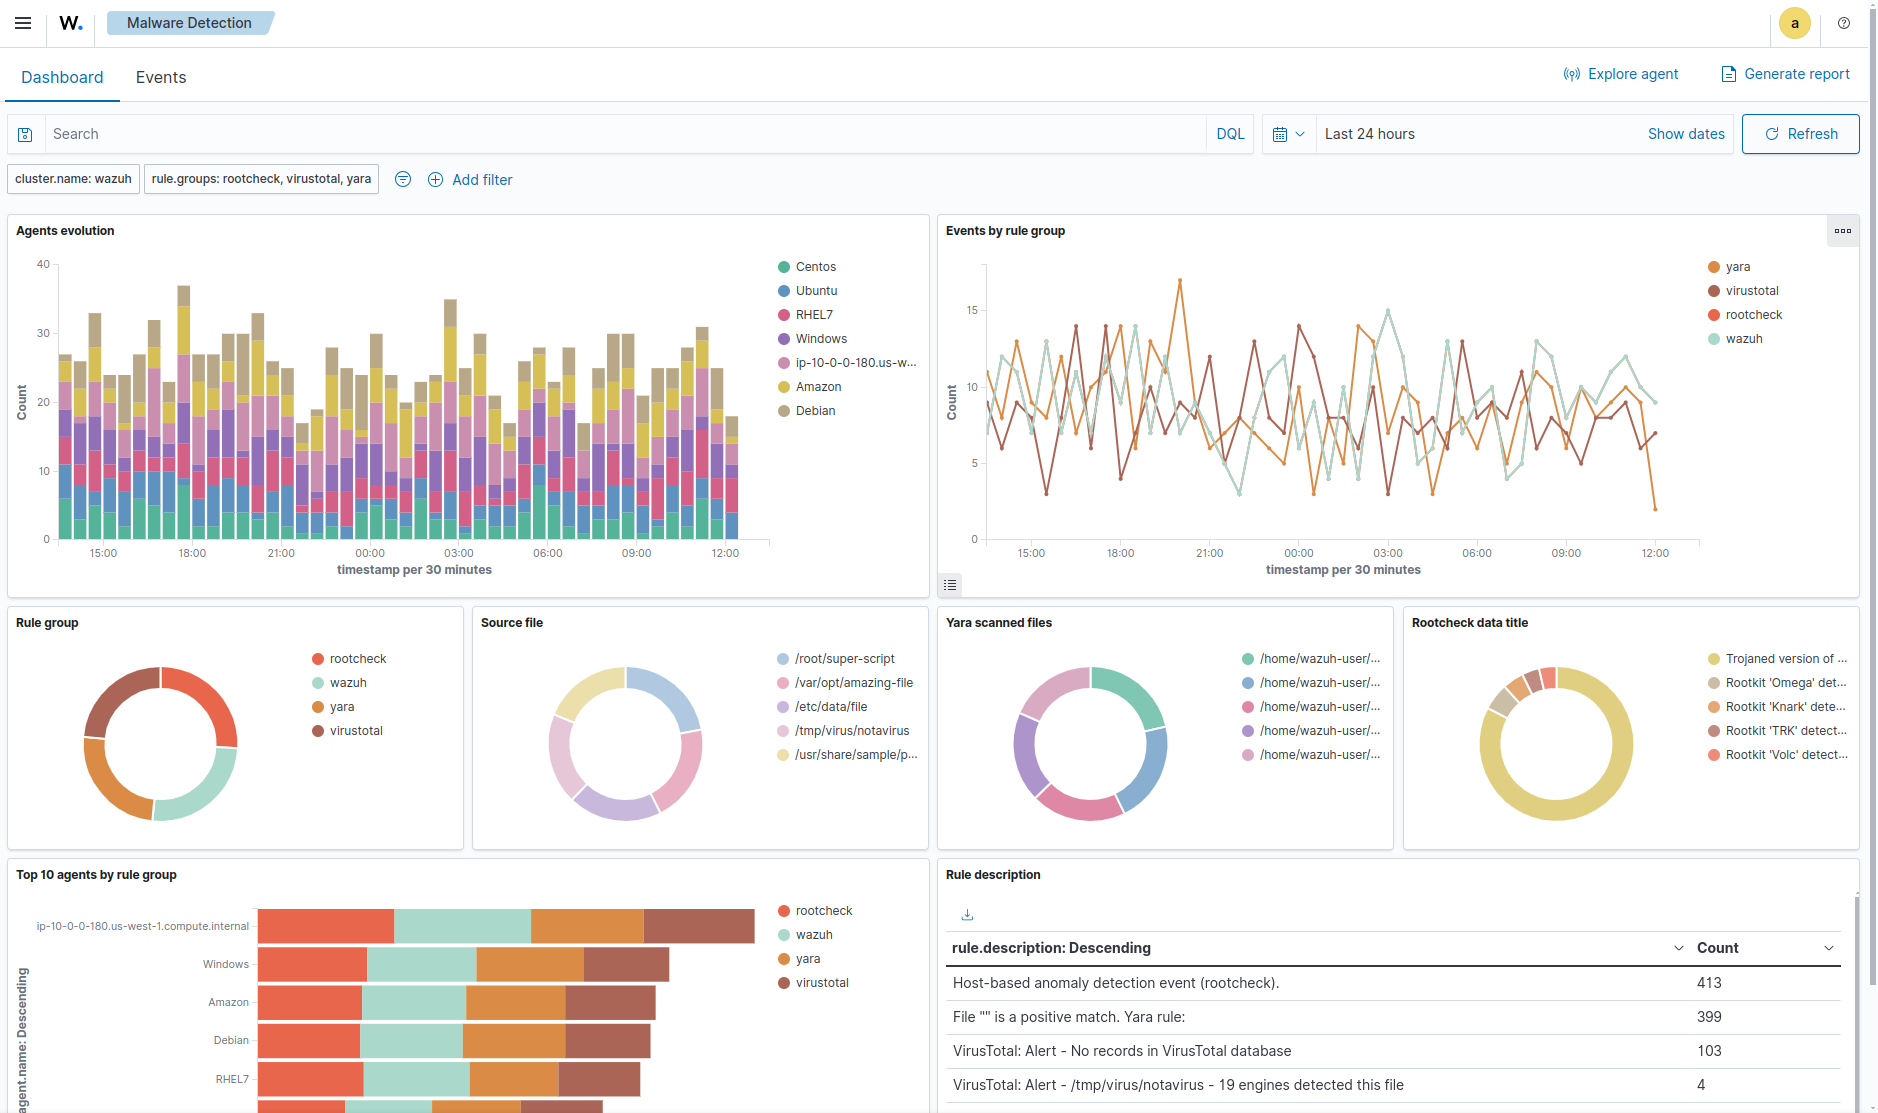 W.
Malware Detection
a
Dashboard
Events
Explore agent
Generate report
Search
DQL
Last 24 hours
Show dates
Refresh
cluster.name: wazuh
rule.groups: rootcheck, virustotal, yara
Add filter
Agents evolution
40
30
20
10
0
Count
15:00
18:00
21:00
00:00
03:00
06:00
09:00
12:00
timestamp per 30 minutes
Centos
Ubuntu
RHEL7
Windows
ip-10-0-0-180.us-w...
Amazon
Debian
Events by rule group
15
10
5
0
Count
15:00
18:00
21:00
00:00
03:00
06:00
09:00
12:00
timestamp per 30 minutes
yara
virustotal
rootcheck
wazuh
Rule group
rootcheck
wazuh
yara
virustotal
Source file
/root/super-script
/var/opt/amazing-file
/etc/data/file
/tmp/virus/notavirus
/usr/share/sample/p...
Yara scanned files
/home/wazuh-user/...
/home/wazuh-user/...
/home/wazuh-user/...
/home/wazuh-user/...
/home/wazuh-user/...
Rootcheck data title
Trojaned version of ...
Rootkit 'Omega' det...
Rootkit 'Knark' dete...
Rootkit 'TRK' detect...
Rootkit 'Volc' detect...
Top 10 agents by rule group
agent.name: Descending
ip-10-0-0-180.us-west-1.compute.internal
Windows
Amazon
Debian
RHEL7
rootcheck
wazuh
yara
virustotal
Rule description
rule.description: Descending
Count
Host-based anomaly detection event (rootcheck).
413
File "" is a positive match. Yara rule:
399
VirusTotal: Alert - No records in VirusTotal database
103
VirusTotal: Alert - /tmp/virus/notavirus - 19 engines detected this file
4